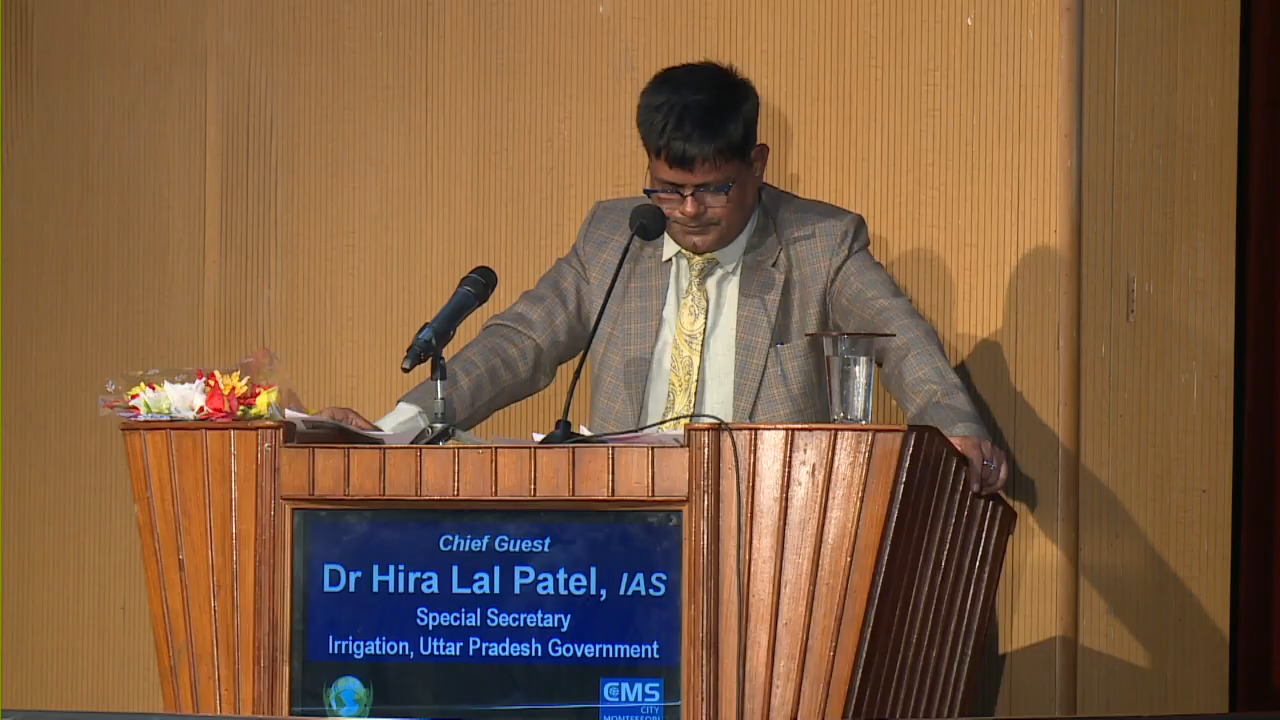 Chief Guest
Dr Hira Lal Patel, IAS
Special Secretary
Irrigation, Uttar Pradesh Government
CMS
CITY
MONTESSORI